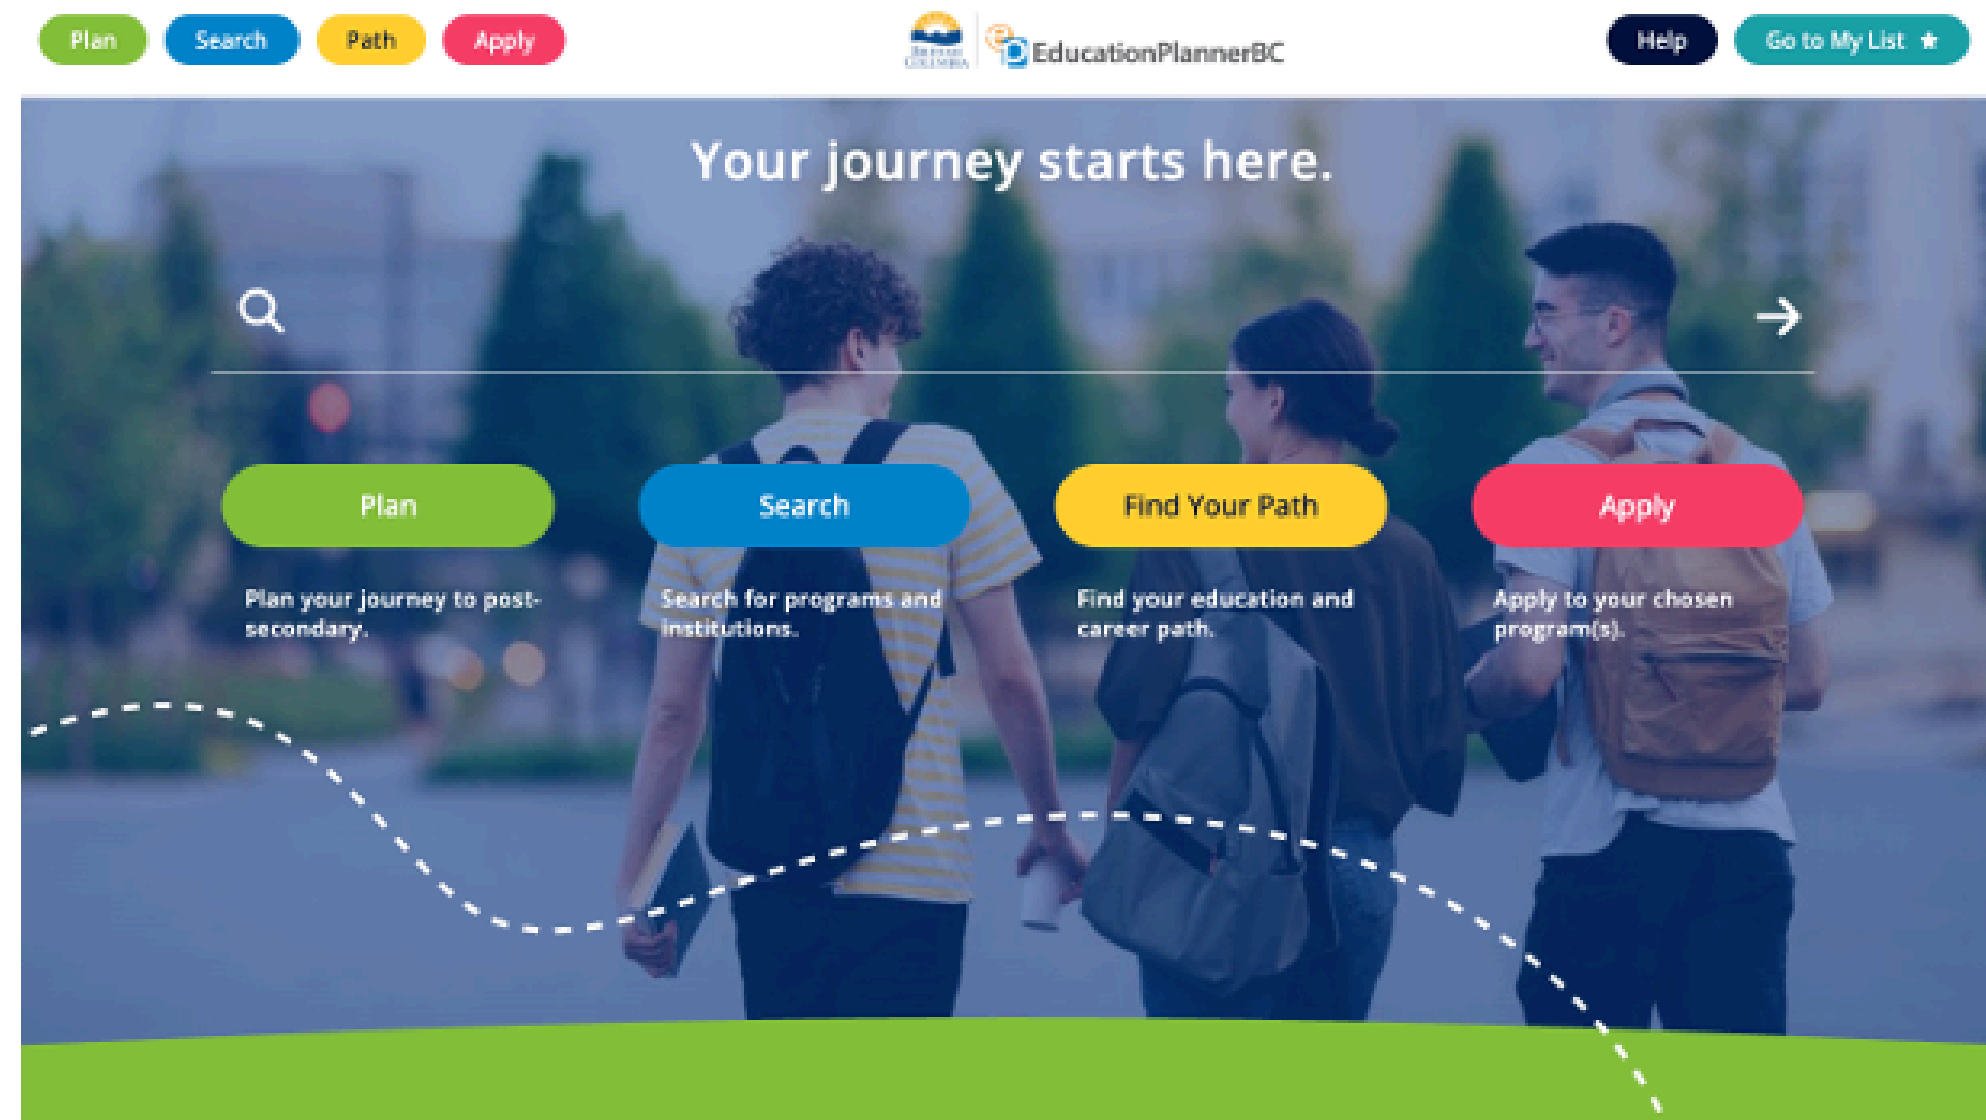 Plan
Search
Path
Apply
BRITISH
COLUMBIA
EducationPlannerBC
Help
Go to My List
Your journey starts here.
Plan
Search
Find Your Path
Apply
Plan your journey to post-
secondary.
Search for programs and
institutions.
Find your education and
career path.
Apply to your chosen
program(s).